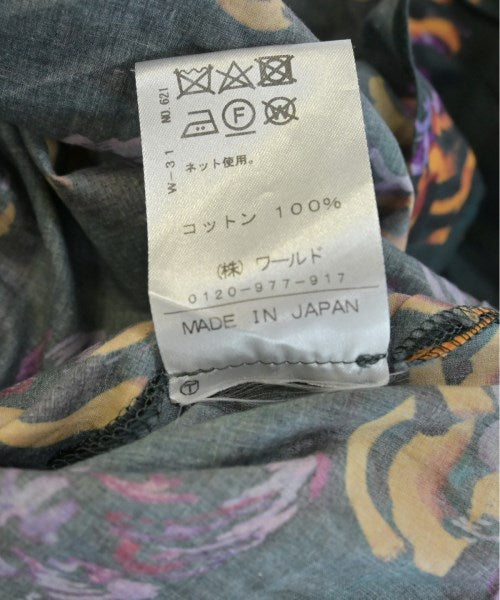 NO.621
W-31
F
W
ネット使用。
コットン 100%
(株) ワールド
0120-977-917
MADE IN JAPAN
T